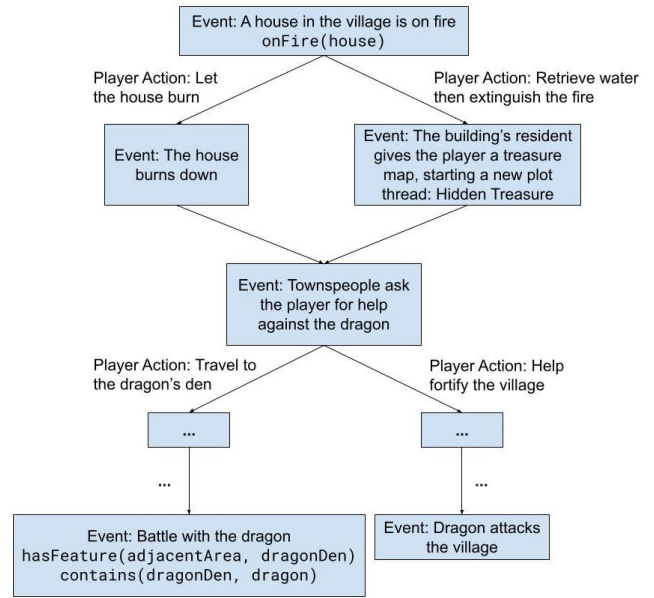 Event: A house in the village is on fire
onFire(house)
Player Action: Let
the house burn
Player Action: Retrieve water
then extinguish the fire
Event: The house
burns down
Event: The building's resident
gives the player a treasure
map, starting a new plot
thread: Hidden Treasure
Event: Townspeople ask
the player for help
against the dragon
Player Action: Travel to
the dragon's den
Player Action: Help
fortify the village
...
...
...
...
Event: Battle with the dragon
hasFeature(adjacentArea, dragonDen)
contains(dragonDen, dragon)
Event: Dragon attacks
the village